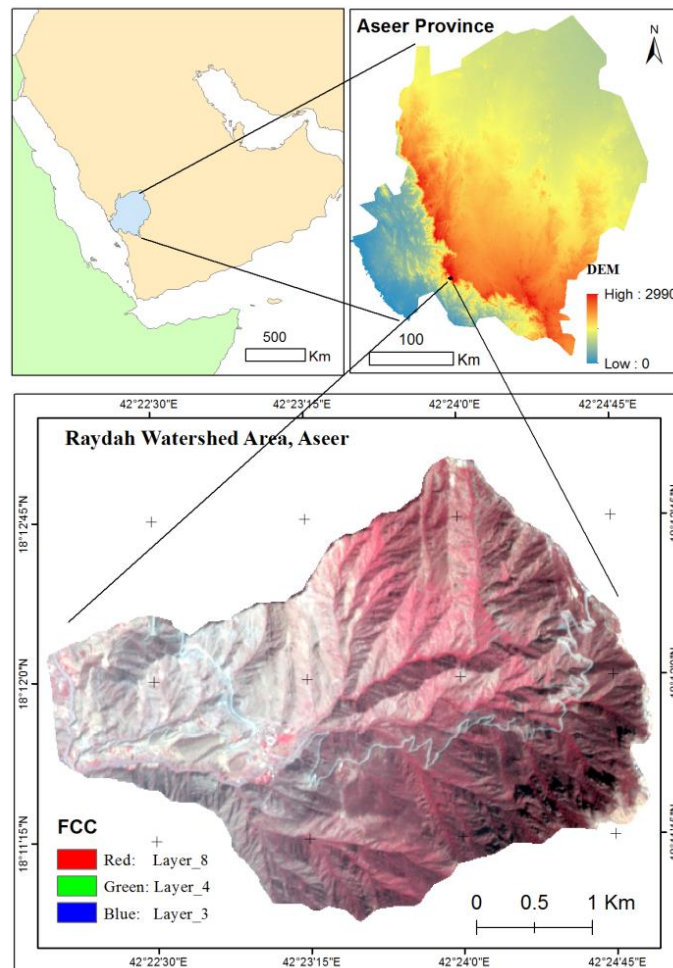 Aseer Province
N
500
Km
100
Km
DEM
High : 2990
Low : 0
42°22'30"E 42°23'15"E 42°24'0"E 42°24'45"E
Raydah Watershed Area, Aseer
18°12'45"N
18°12'0"N
18°11'15"N
FCC
Red: Layer_8
Green: Layer_4
Blue: Layer_3
0 0.5 1 Km
42°22'30"E 42°23'15"E 42°24'0"E 42°24'45"E